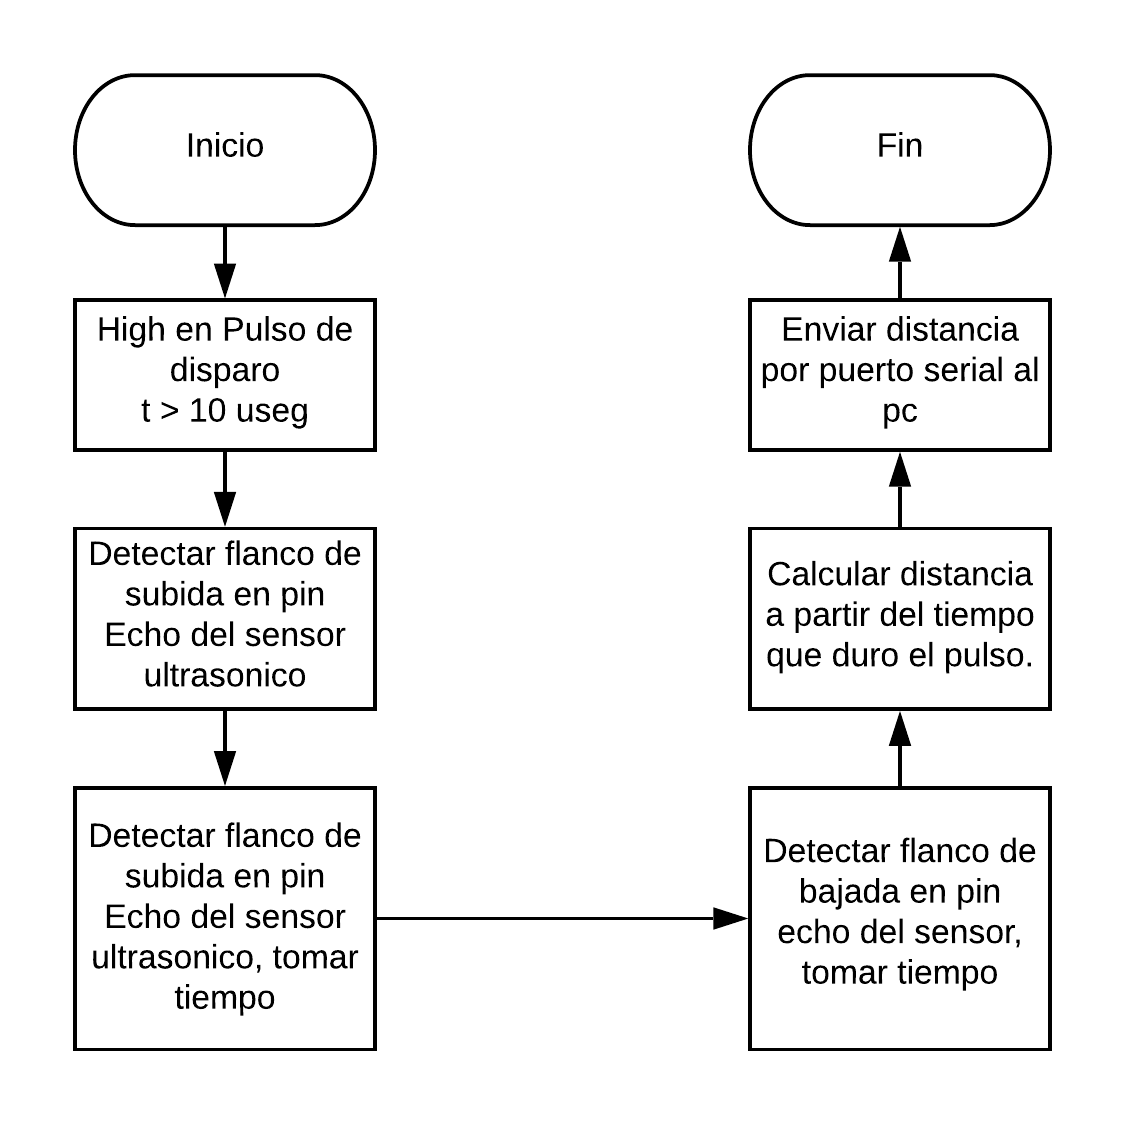 Inicio
High en Pulso de
disparo
t > 10 useg
Detectar flanco de
subida en pin
Echo del sensor
ultrasonico
Detectar flanco de
subida en pin
Echo del sensor
ultrasonico, tomar
tiempo
Detectar flanco de
bajada en pin
echo del sensor,
tomar tiempo
Calcular distancia
a partir del tiempo
que duro el pulso.
Enviar distancia
por puerto serial al
pc
Fin